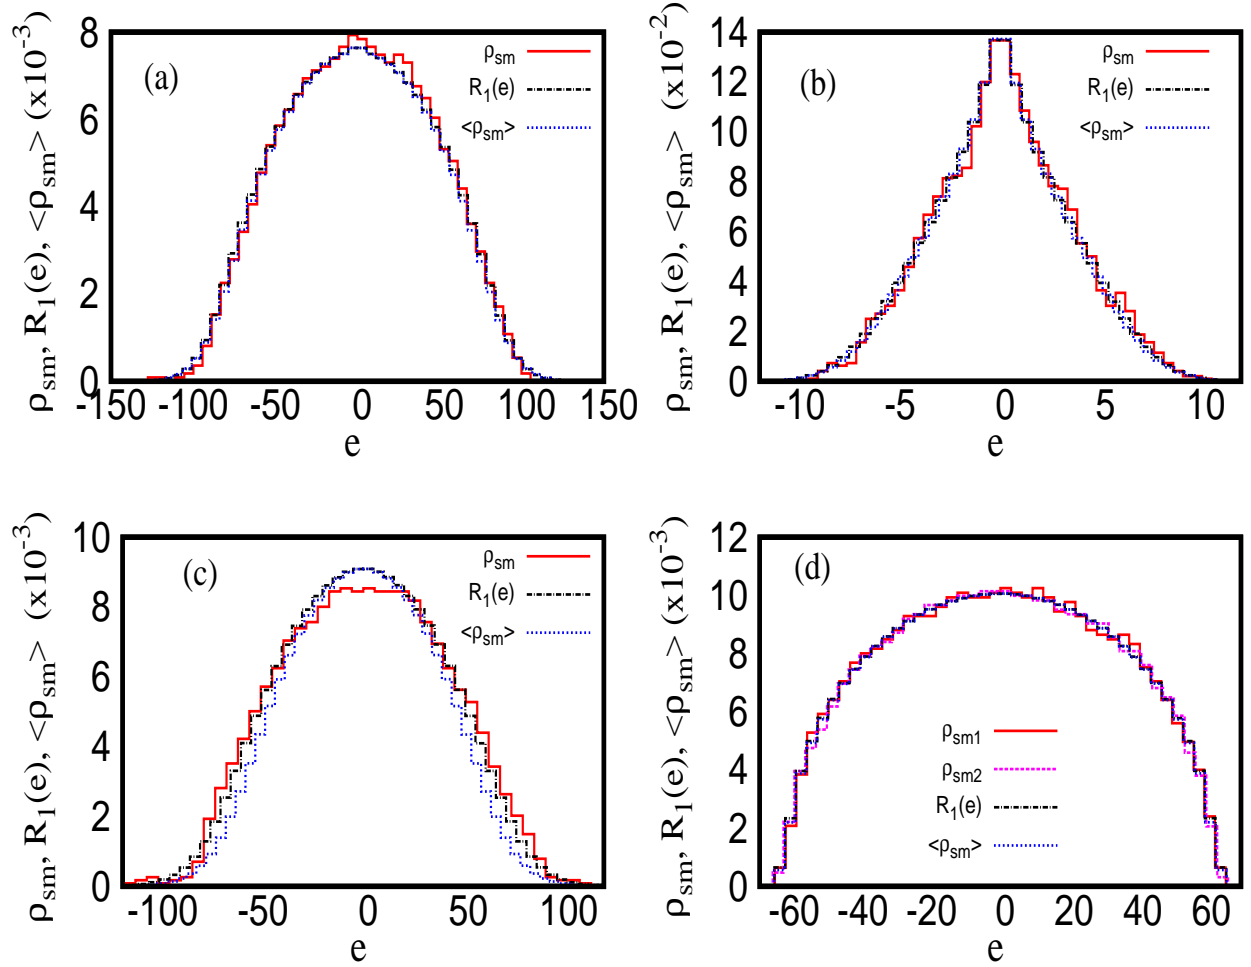 ρsm, R1(e), <ρsm> (x10-3)
8
6
4
2
0
(a)
ρsm
R1(e)
<ρsm>
-150 -100 -50 0 50 100 150
e
ρsm, R1(e), <ρsm> (x10-2)
14
12
10
8
6
4
2
0
(b)
ρsm
R1(e)
<ρsm>
-10 -5 0 5 10
e
ρsm, R1(e), <ρsm> (x10-3)
10
8
6
4
2
0
(c)
ρsm
R1(e)
<ρsm>
-100 -50 0 50 100
e
ρsm, R1(e), <ρsm> (x10-3)
12
10
8
6
4
2
0
(d)
ρsm1
ρsm2
R1(e)
<ρsm>
-60 -40 -20 0 20 40 60
e